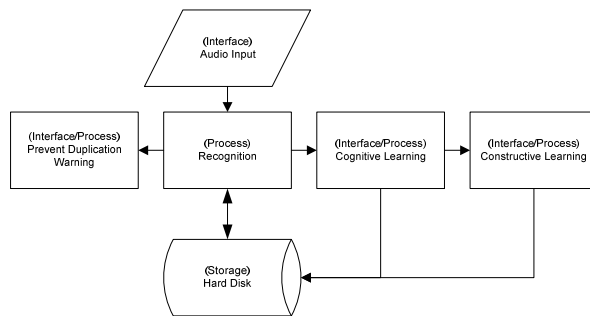 (Interface)
Audio Input
(Interface/Process)
Prevent Duplication
Warning
(Process)
Recognition
(Interface/Process)
Cognitive Learning
(Interface/Process)
Constructive Learning
(Storage)
Hard Disk